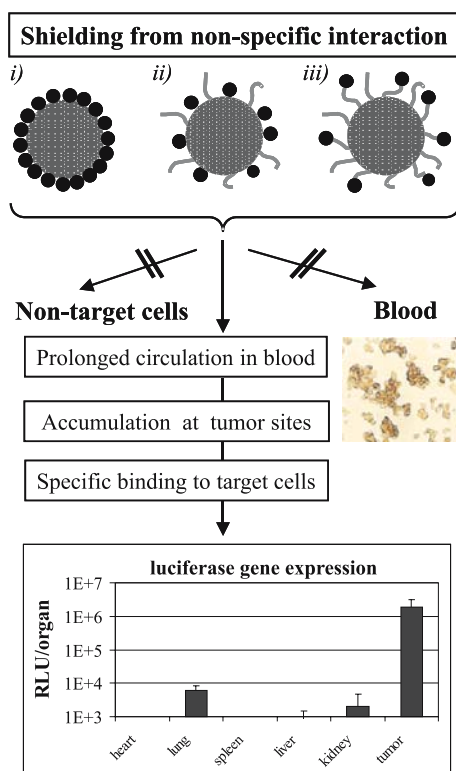 Shielding from non-specific interaction
i) ii) iii)
Non-target cells Blood
Prolonged circulation in blood
Accumulation at tumor sites
Specific binding to target cells
luciferase gene expression
1E+7
1E+6
1E+5
1E+4
1E+3
RLU/organ
heart lung spleen liver kidney tumor